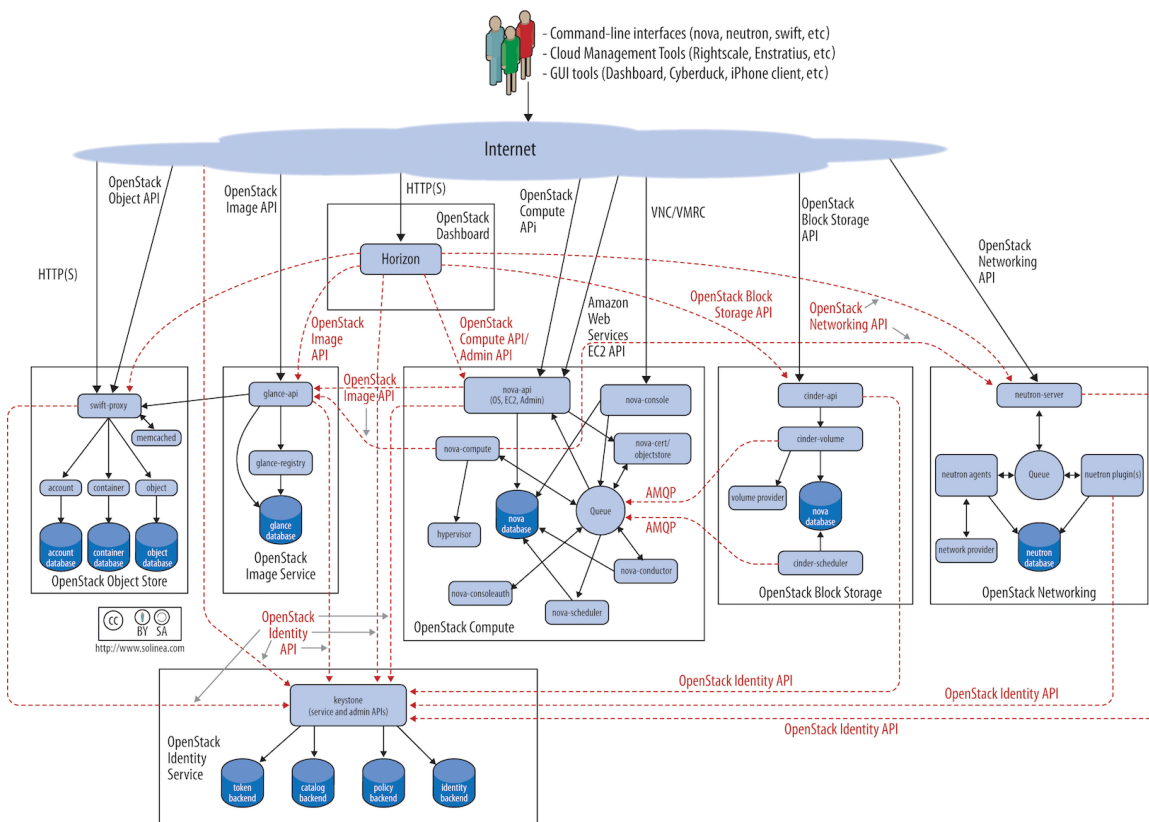 - Command-line interfaces (nova, neutron, swift, etc)
- Cloud Management Tools (Rightscale, Enstratius, etc)
- GUI tools (Dashboard, Cyberduck, iPhone client, etc)
Internet
OpenStack
Object API
OpenStack
Image API
HTTP(S)
OpenStack
Compute
APi
VNC/VMRC
OpenStack
Block Storage
API
OpenStack
Networking
API
HTTP(S)
OpenStack
Dashboard
Horizon
OpenStack
Image
API
OpenStack
Compute API/
Admin API
Amazon
Web
Services
EC2 API
OpenStack Block
Storage API
OpenStack
Networking API
OpenStack
Image API
swift-proxy
memcached
account
container
object
account
database
container
database
object
database
OpenStack Object Store
glance-api
glance-registry
glance
database
OpenStack
Image Service
nova-api
(OS, EC2, Admin)
nova-console
nova-compute
nova-cert/
objectstore
nova
database
Queue
hypervisor
nova-conductor
nova-consoleauth
nova-scheduler
OpenStack Compute
AMQP
AMQP
cinder-api
cinder-volume
volume provider
nova
database
cinder-scheduler
OpenStack Block Storage
neutron-server
neutron agents
Queue
nuetron plugin(s)
network provider
neutron
database
OpenStack Networking
cc
BY SA
http://www.solinea.com
OpenStack
Identity
API
OpenStack Identity API
OpenStack Identity API
OpenStack Identity API
keystone
(service and admin APIs)
OpenStack
Identity
Service
token
backend
catalog
backend
policy
backend
identity
backend